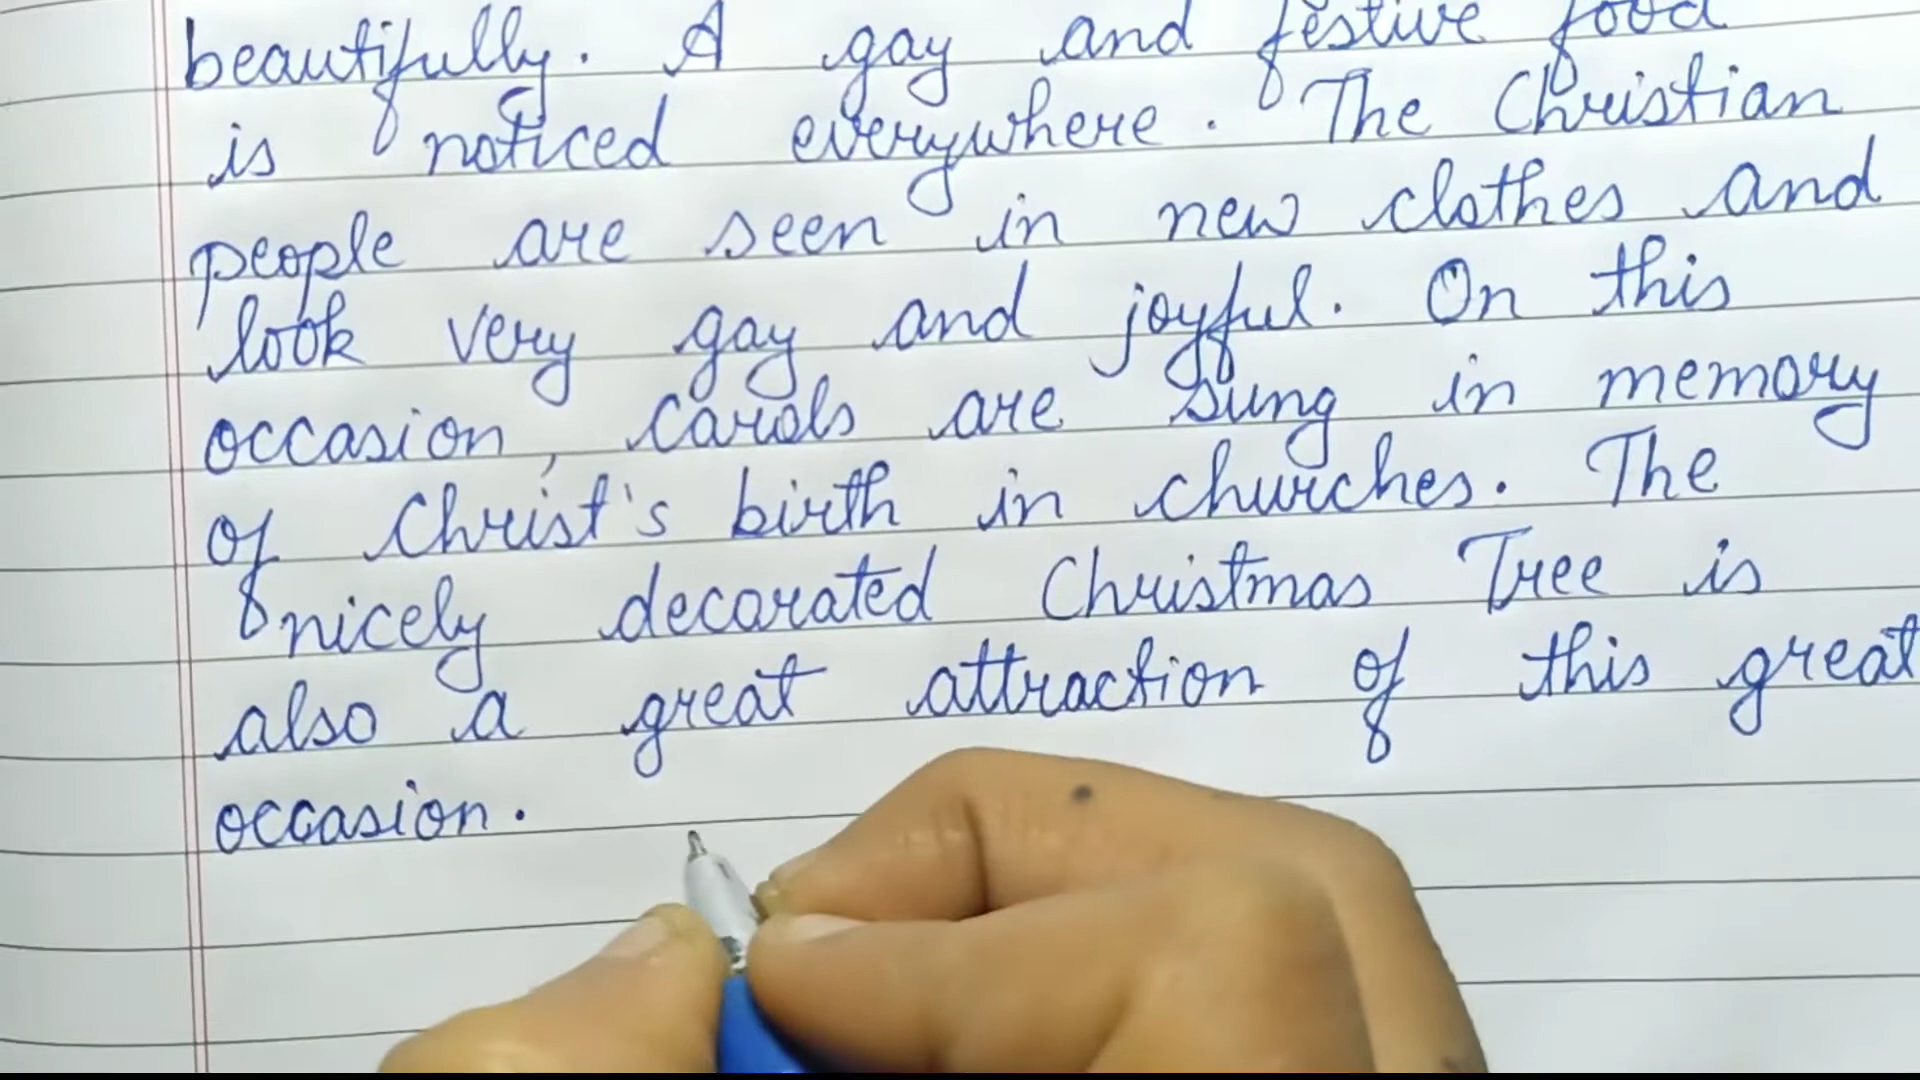 beautifully. A gay and festive food
is noticed everywhere. The Christian
people are seen in new clothes and
look very gay and joyful. On this
occasion, carols are sung in memory
of Christ's birth in churches. The
nicely decorated Christmas Tree is
also a great attraction of this great
occasion.